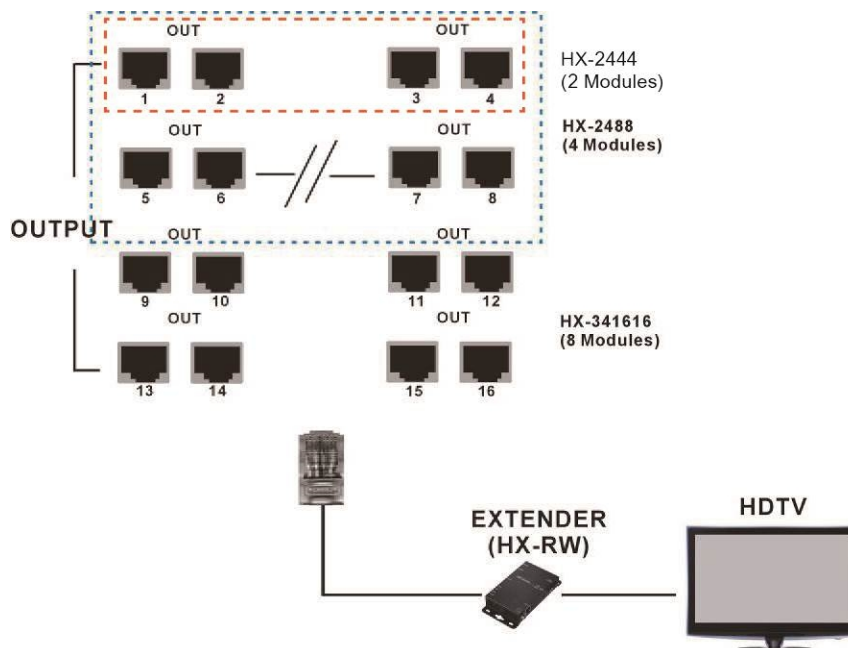 OUT OUT
1 2 3 4
HX-2444
(2 Modules)
OUT OUT
5 6 7 8
HX-2488
(4 Modules)
OUTPUT
OUT OUT
9 10 11 12
OUT OUT
13 14 15 16
HX-341616
(8 Modules)
EXTENDER
(HX-RW)
HDTV